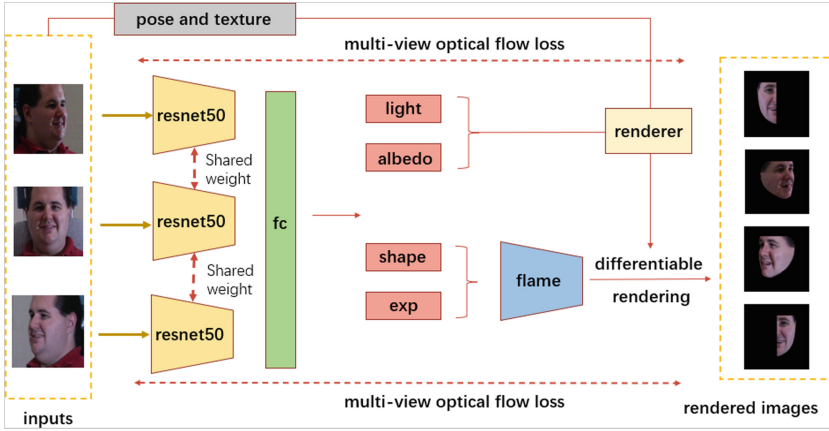 pose and texture
multi-view optical flow loss
resnet50
Shared
weight
resnet50
Shared
weight
resnet50
fc
light
albedo
shape
exp
flame
renderer
differentiable
rendering
multi-view optical flow loss
inputs
rendered images